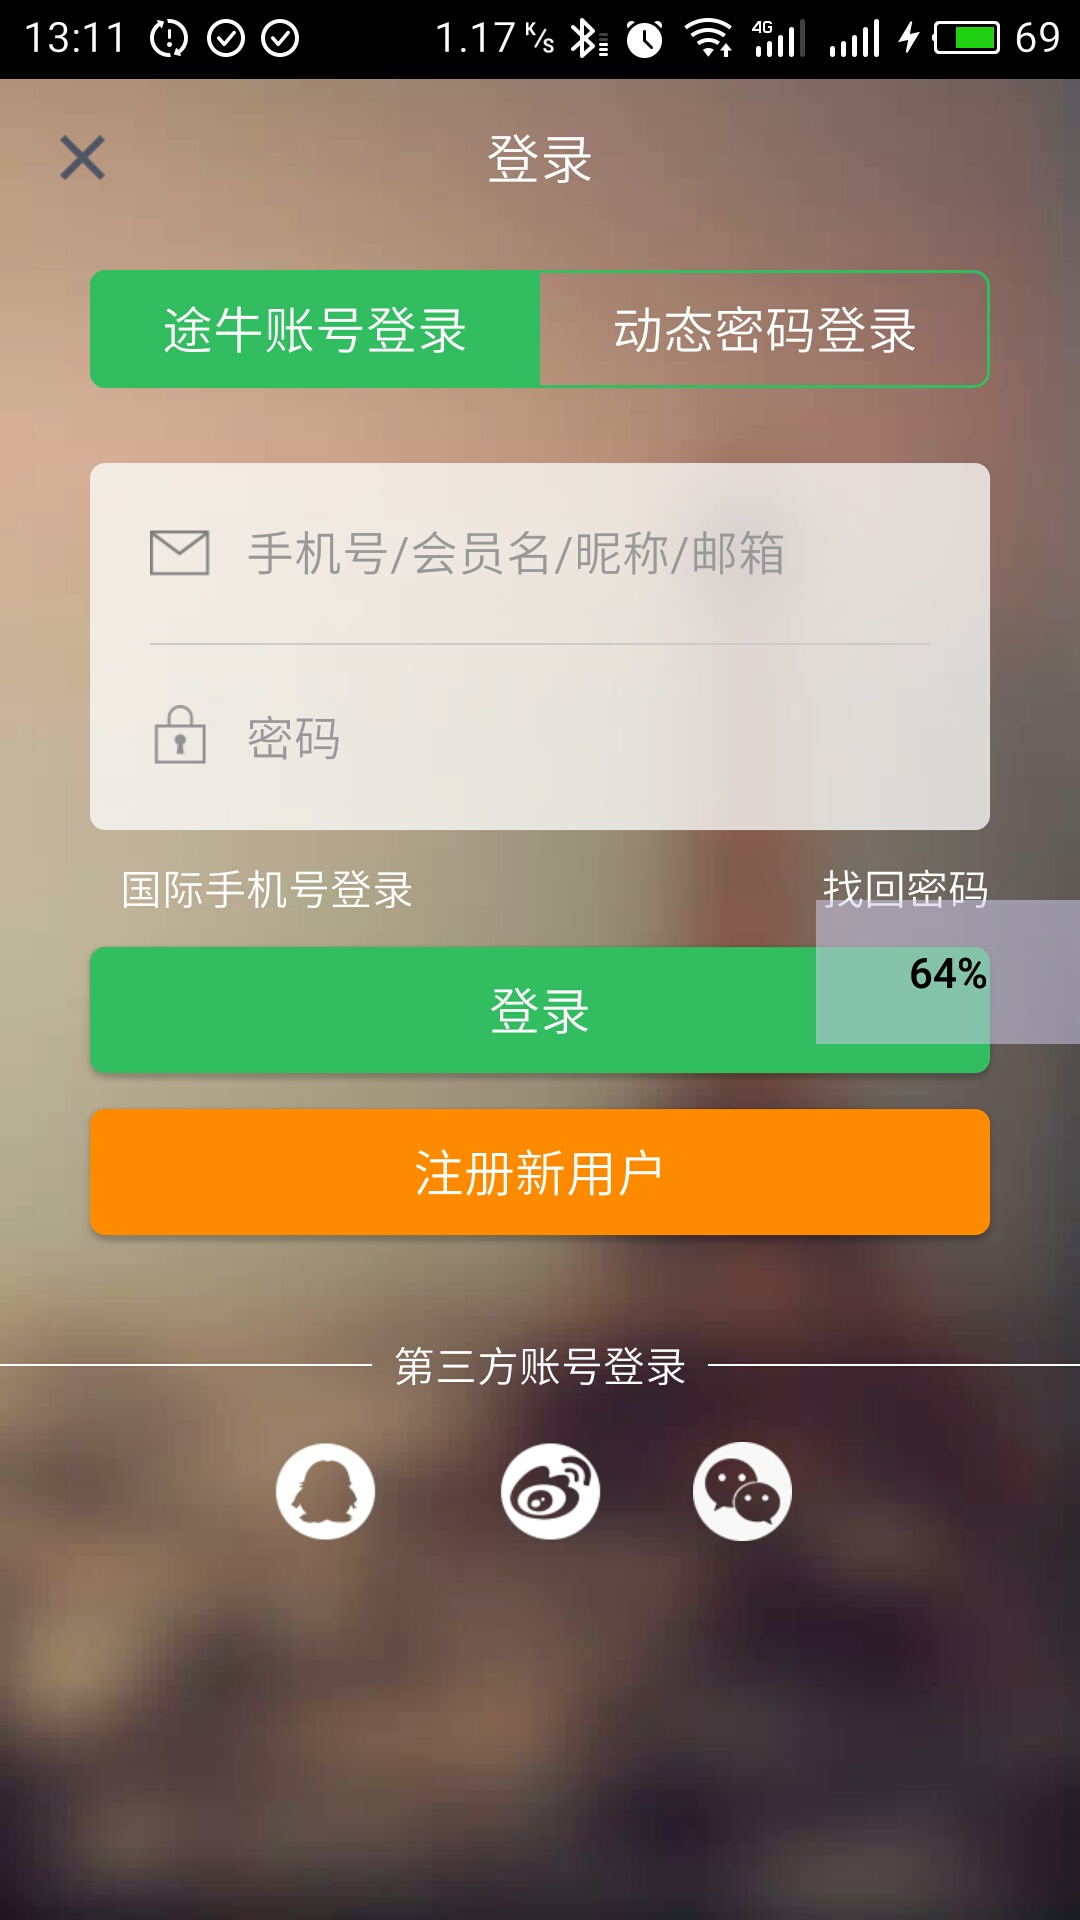 13:11 1.17 K/s 4G 69
登录
途牛账号登录 动态密码登录
手机号/会员名/昵称/邮箱
密码
国际手机号登录 找回密码
64%
登录
注册新用户
第三方账号登录